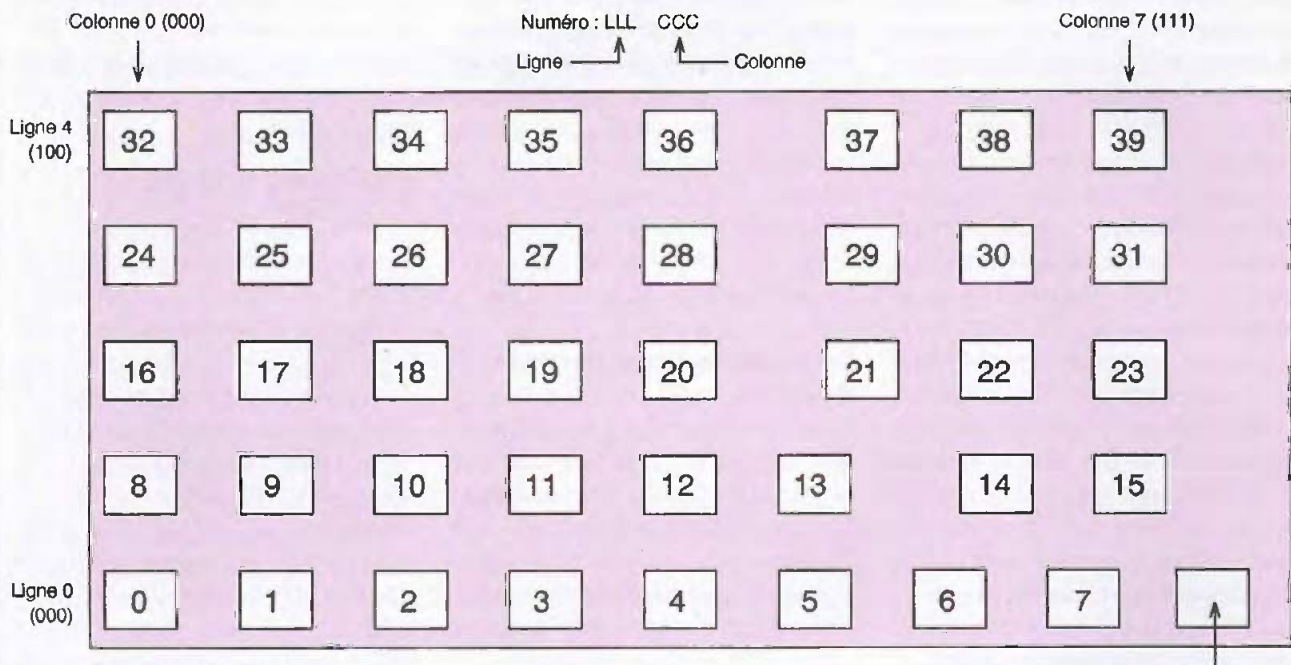 Colonne 0 (000) Numéro : LLL CCC Colonne 7 (111)
Ligne Colonne
Ligne 4
(100)
32 33 34 35 36 37 38 39
24 25 26 27 28 29 30 31
16 17 18 19 20 21 22 23
8 9 10 11 12 13 14 15
Ligne 0
(000)
0 1 2 3 4 5 6 7